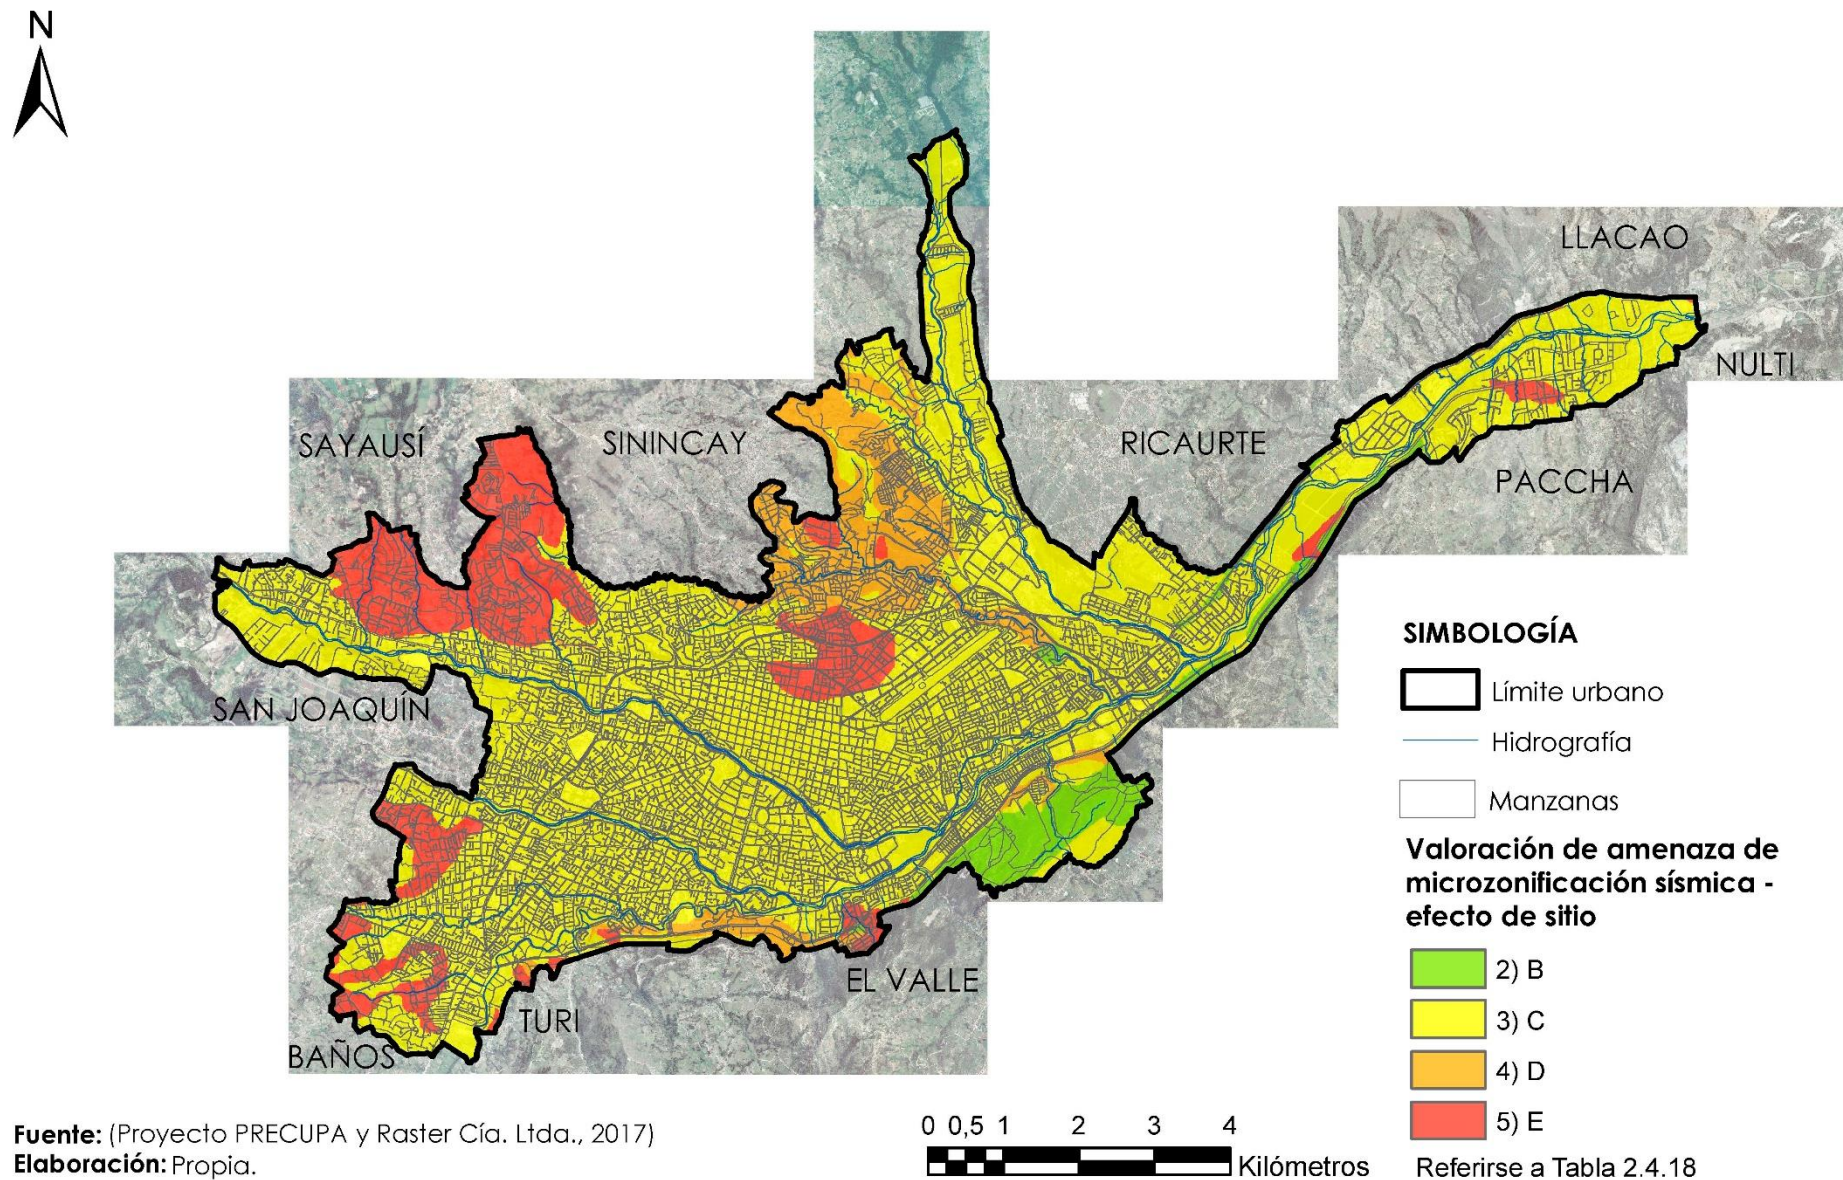 N
LLACAO
NULTI
SAYAUSÍ
SININCAY
RICAURTE
PACCHA
SAN JOAQUÍN
EL VALLE
TURI
BAÑOS
SIMBOLOGÍA
Límite urbano
Hidrografía
Manzanas
Valoración de amenaza de
microzonificación sísmica -
efecto de sitio
2) B
3) C
4) D
5) E
Referirse a Tabla 2.4.18
0 0,5 1 2 3 4
Kilómetros
Fuente: (Proyecto PRECUPA y Raster Cía. Ltda., 2017)
Elaboración: Propia.